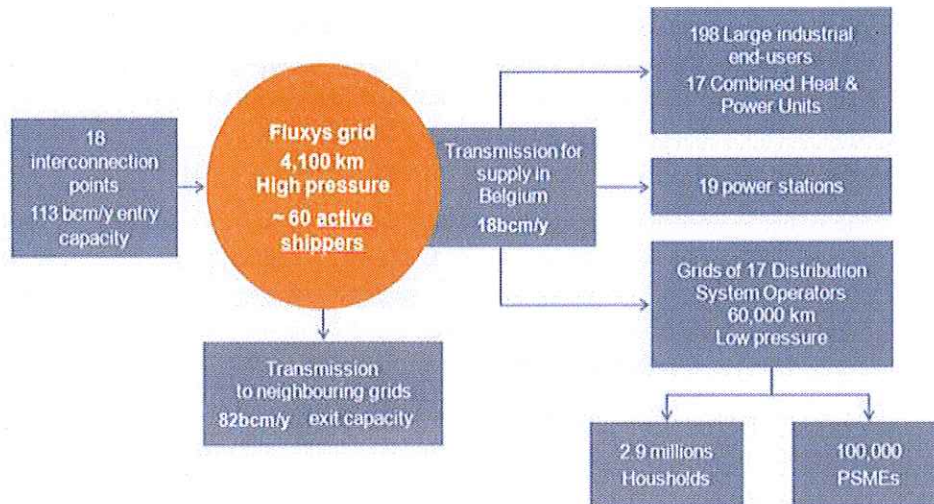 18
interconnection
points
113 bcm/y entry
capacity
Fluxys grid
4,100 km
High pressure
~ 60 active
shippers
Transmission
to neighbouring grids
82bcm/y exit capacity
Transmission for
supply in
Belgium
18bcm/y
198 Large industrial
end-users
17 Combined Heat &
Power Units
19 power stations
Grids of 17 Distribution
System Operators
60,000 km
Low pressure
2.9 millions
Housholds
100,000
PSMEs